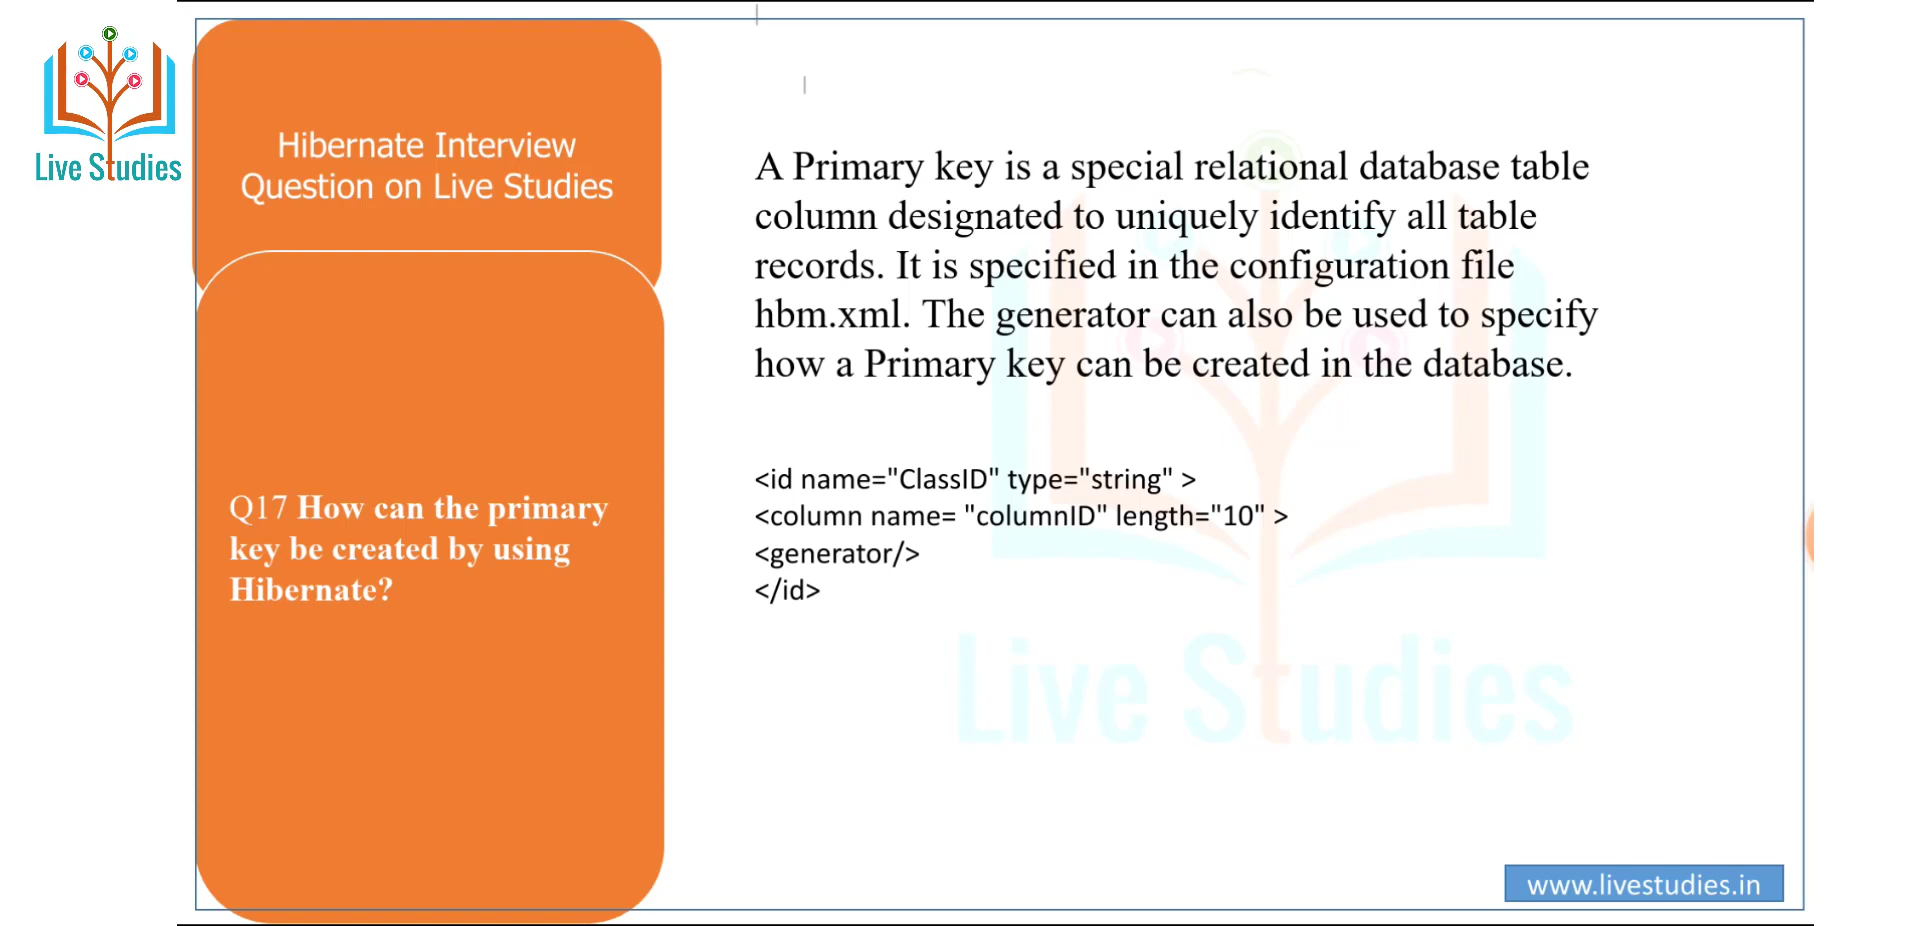 Live Studies
Hibernate Interview
Question on Live Studies
Q17 How can the primary
key be created by using
Hibernate?
A Primary key is a special relational database table
column designated to uniquely identify all table
records. It is specified in the configuration file
hbm.xml. The generator can also be used to specify
how a Primary key can be created in the database.
<id name="ClassID" type="string" >
<column name= "columnID" length="10" >
<generator/>
</id>
Live Studies
www.livestudies.in